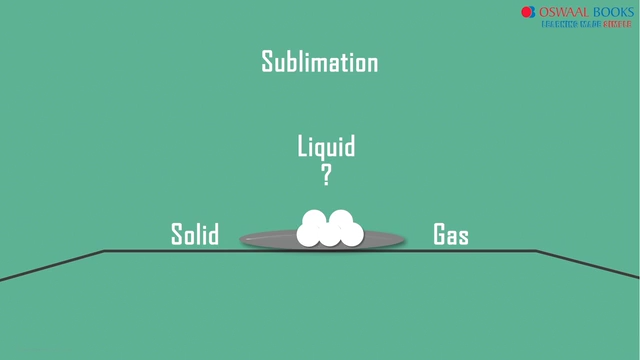 OSWAAL BOOKS
LEARNING MADE SIMPLE
Sublimation
Liquid
?
Solid
Gas